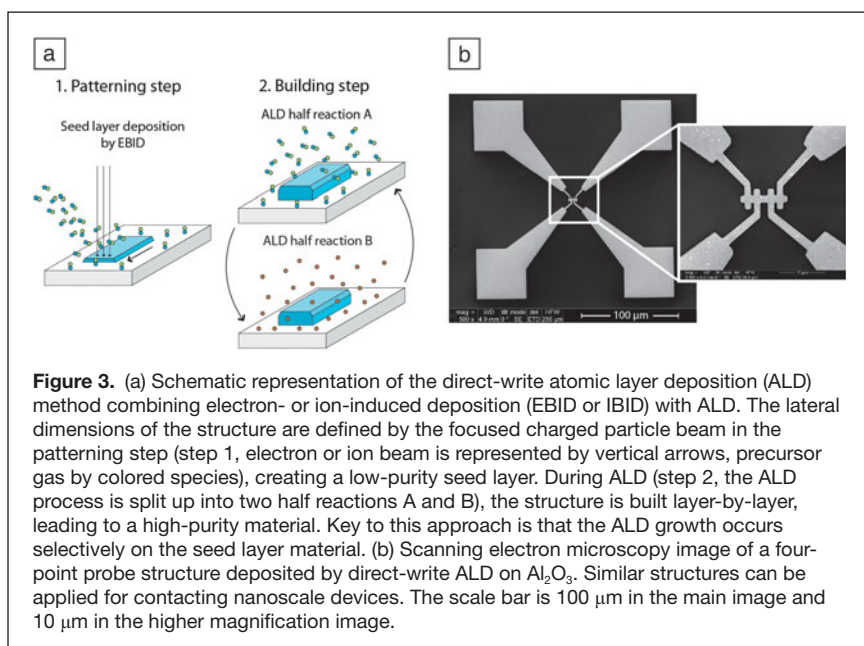 a
b
1. Patterning step
2. Building step
Seed layer deposition
by EBID
ALD half reaction A
ALD half reaction B
100 µm
Figure 3. (a) Schematic representation of the direct-write atomic layer deposition (ALD)
method combining electron- or ion-induced deposition (EBID or IBID) with ALD. The lateral
dimensions of the structure are defined by the focused charged particle beam in the
patterning step (step 1, electron or ion beam is represented by vertical arrows, precursor
gas by colored species), creating a low-purity seed layer. During ALD (step 2, the ALD
process is split up into two half reactions A and B), the structure is built layer-by-layer,
leading to a high-purity material. Key to this approach is that the ALD growth occurs
selectively on the seed layer material. (b) Scanning electron microscopy image of a four-
point probe structure deposited by direct-write ALD on Al₂O₃. Similar structures can be
applied for contacting nanoscale devices. The scale bar is 100 µm in the main image and
10 µm in the higher magnification image.